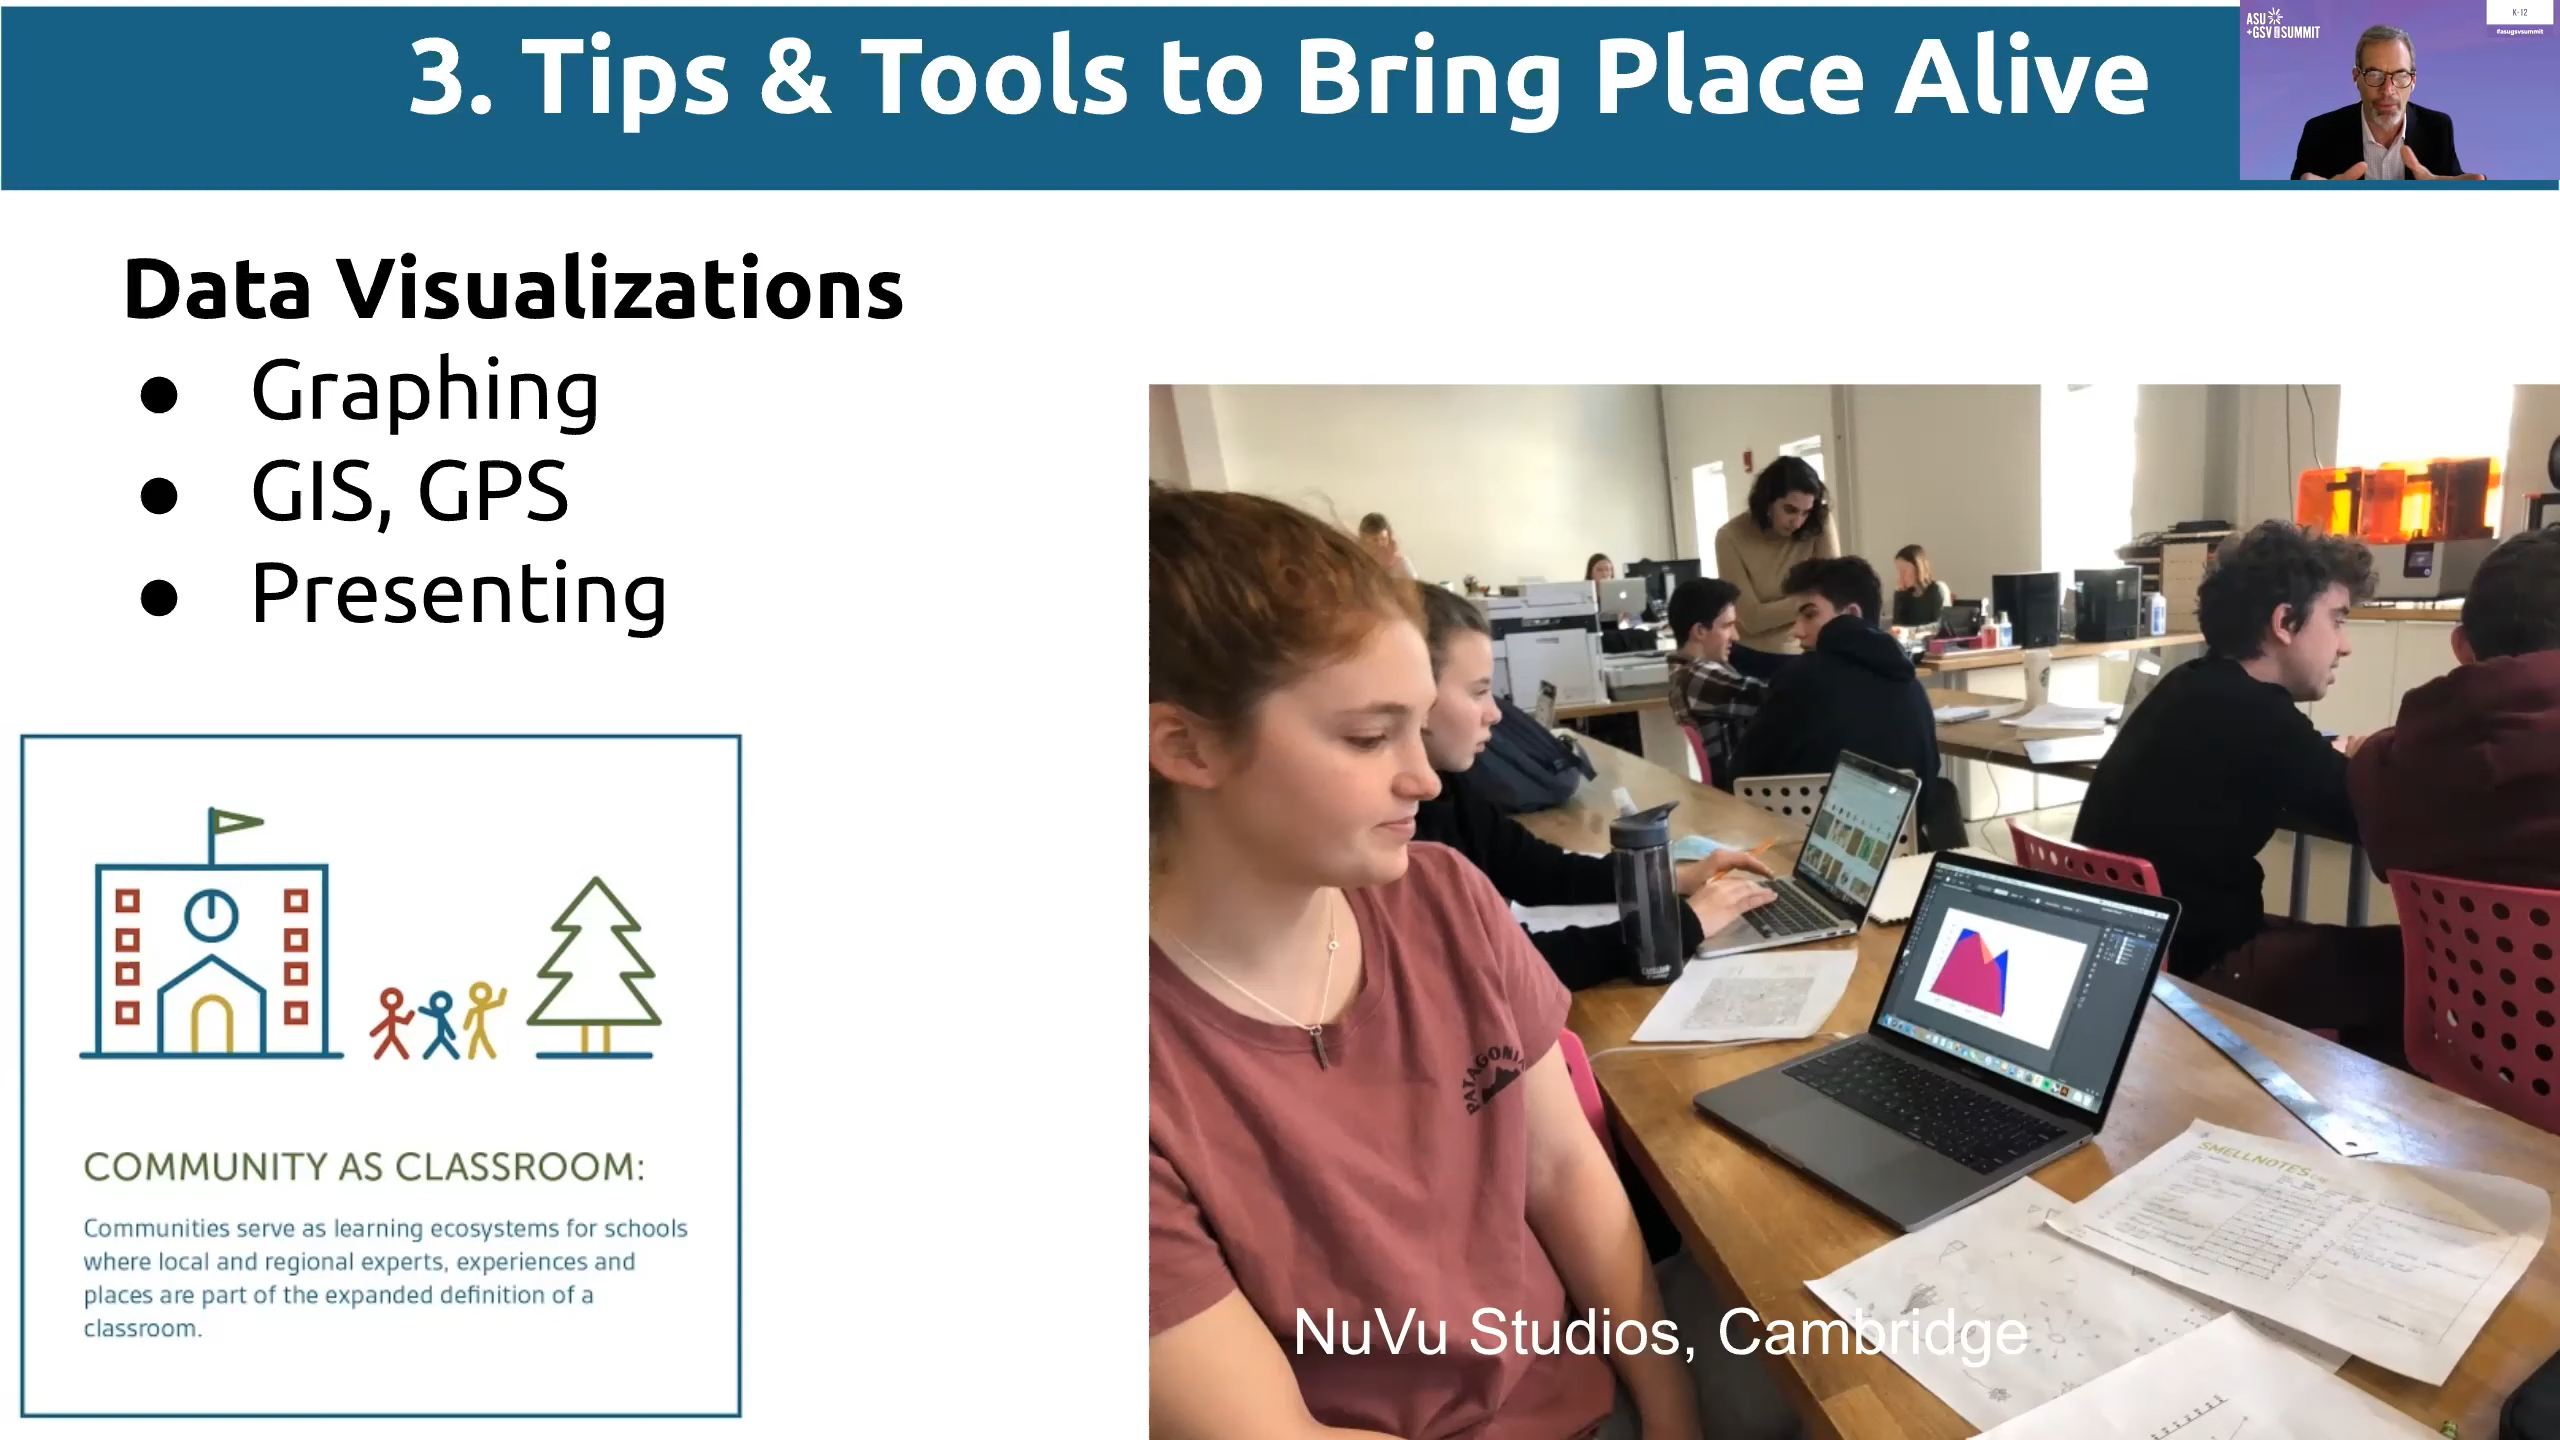 3. Tips & Tools to Bring Place Alive
ASU
+GSV SUMMIT
K-12
#asugsvsummit
Data Visualizations
● Graphing
● GIS, GPS
● Presenting
COMMUNITY AS CLASSROOM:
Communities serve as learning ecosystems for schools
where local and regional experts, experiences and
places are part of the expanded definition of a
classroom.
PATAGONIA
SMELLNOTES
NuVu Studios, Cambridge